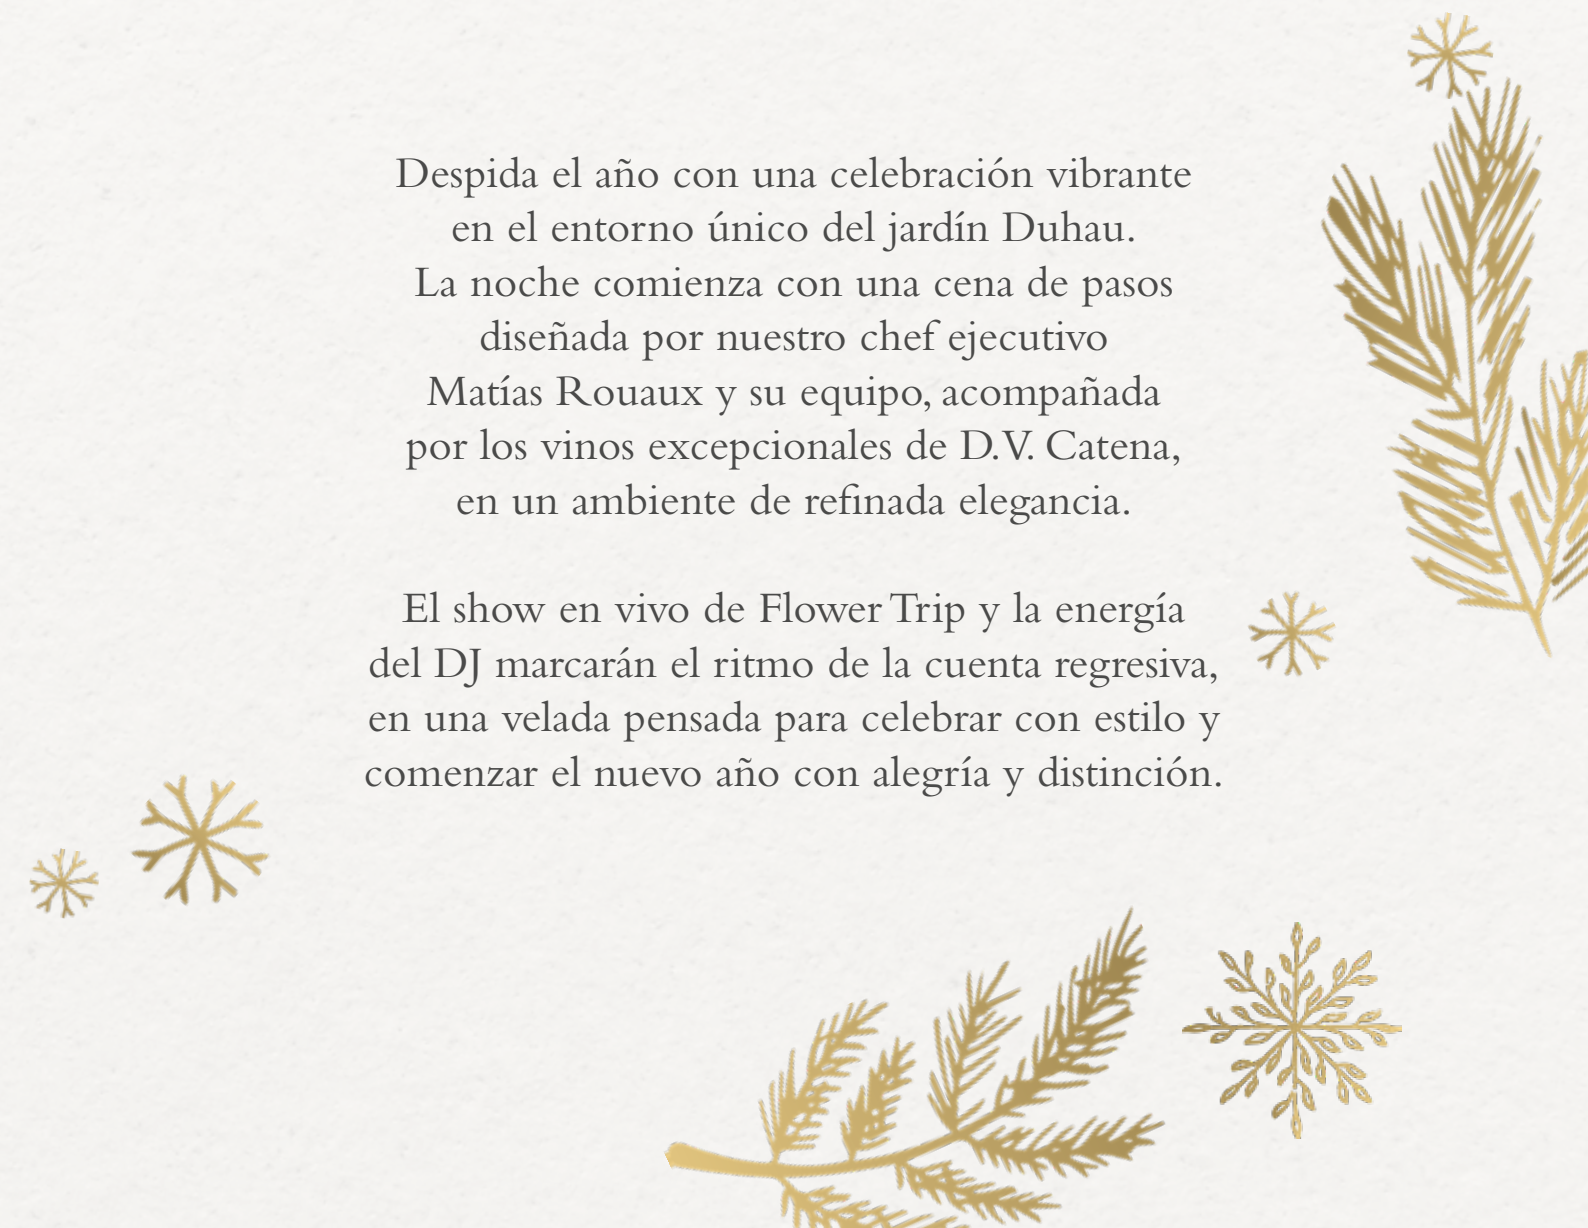 Despida el año con una celebración vibrante
en el entorno único del jardín Duhau.
La noche comienza con una cena de pasos
diseñada por nuestro chef ejecutivo
Matías Rouaux y su equipo, acompañada
por los vinos excepcionales de D.V. Catena,
en un ambiente de refinada elegancia.
El show en vivo de Flower Trip y la energía
del DJ marcarán el ritmo de la cuenta regresiva,
en una velada pensada para celebrar con estilo y
comenzar el nuevo año con alegría y distinción.